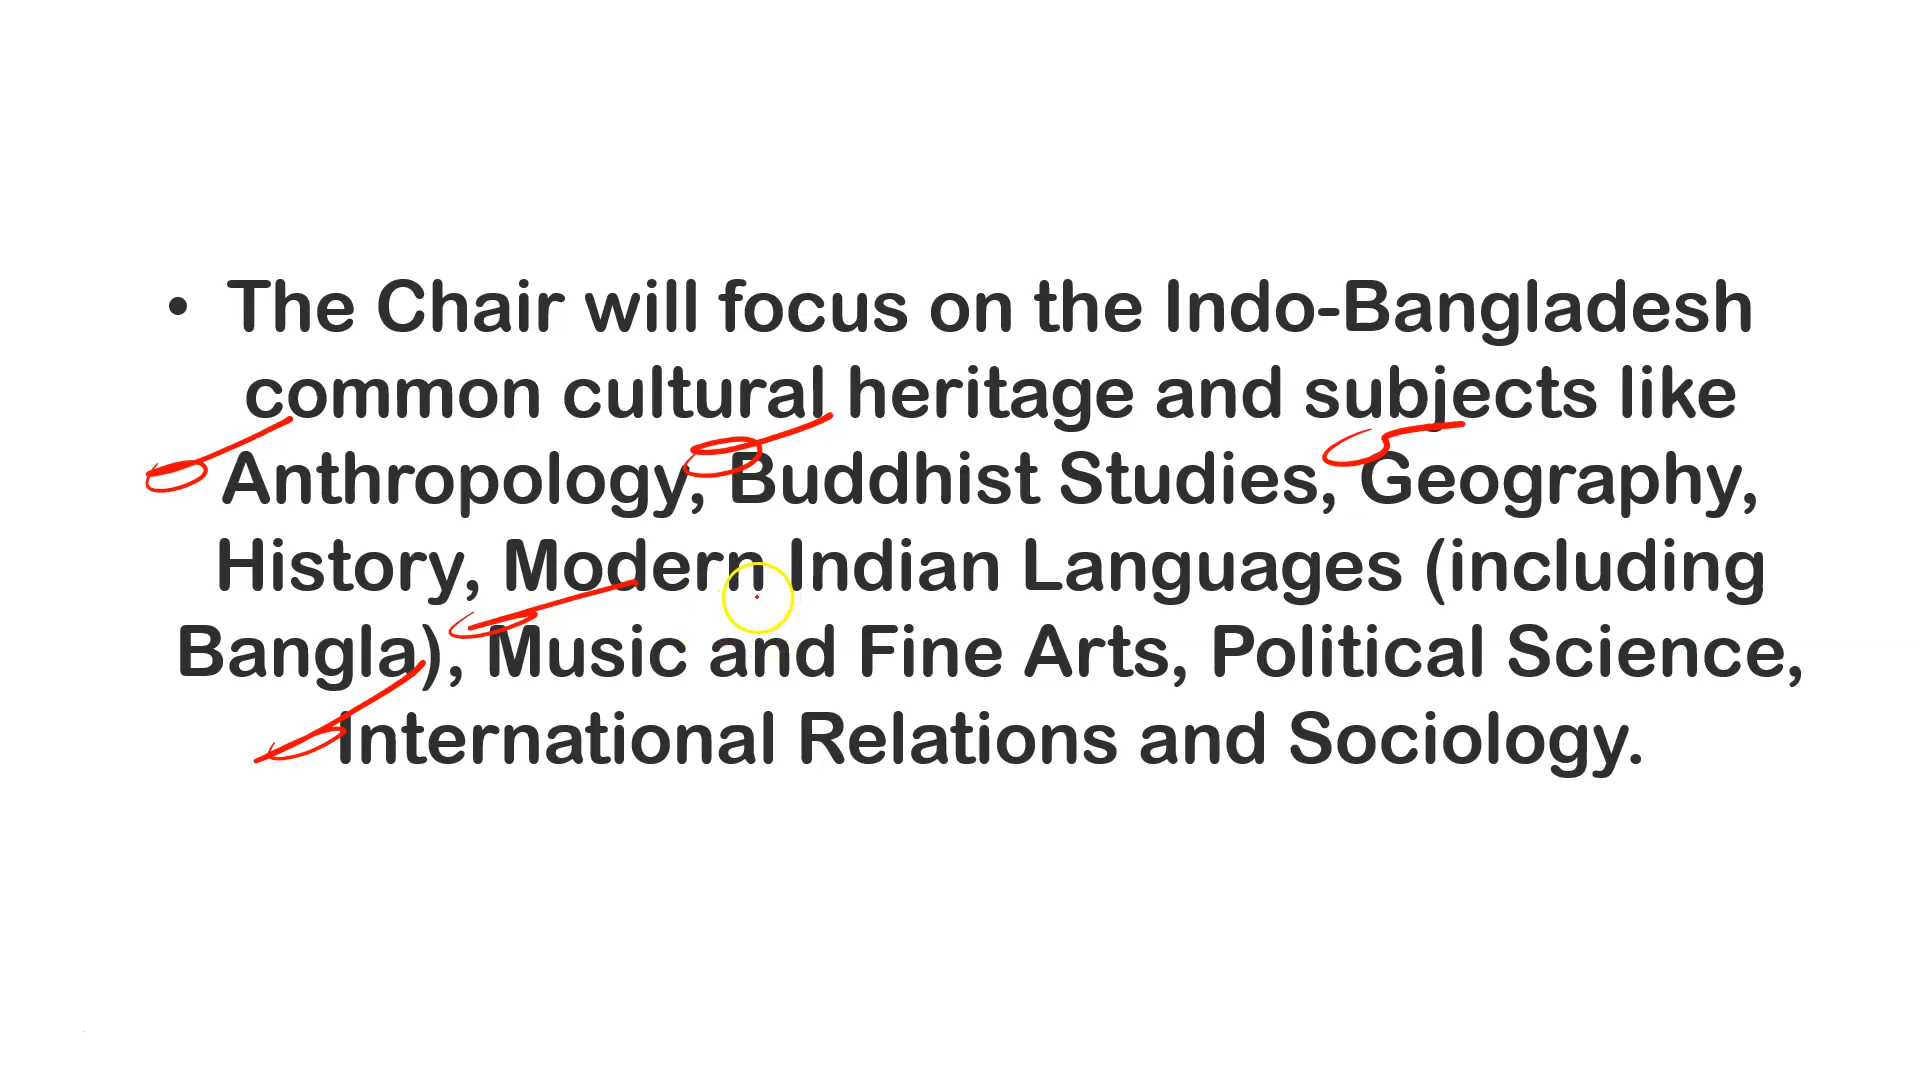 • The Chair will focus on the Indo-Bangladesh
common cultural heritage and subjects like
Anthropology, Buddhist Studies, Geography,
History, Modern Indian Languages (including
Bangla), Music and Fine Arts, Political Science,
International Relations and Sociology.